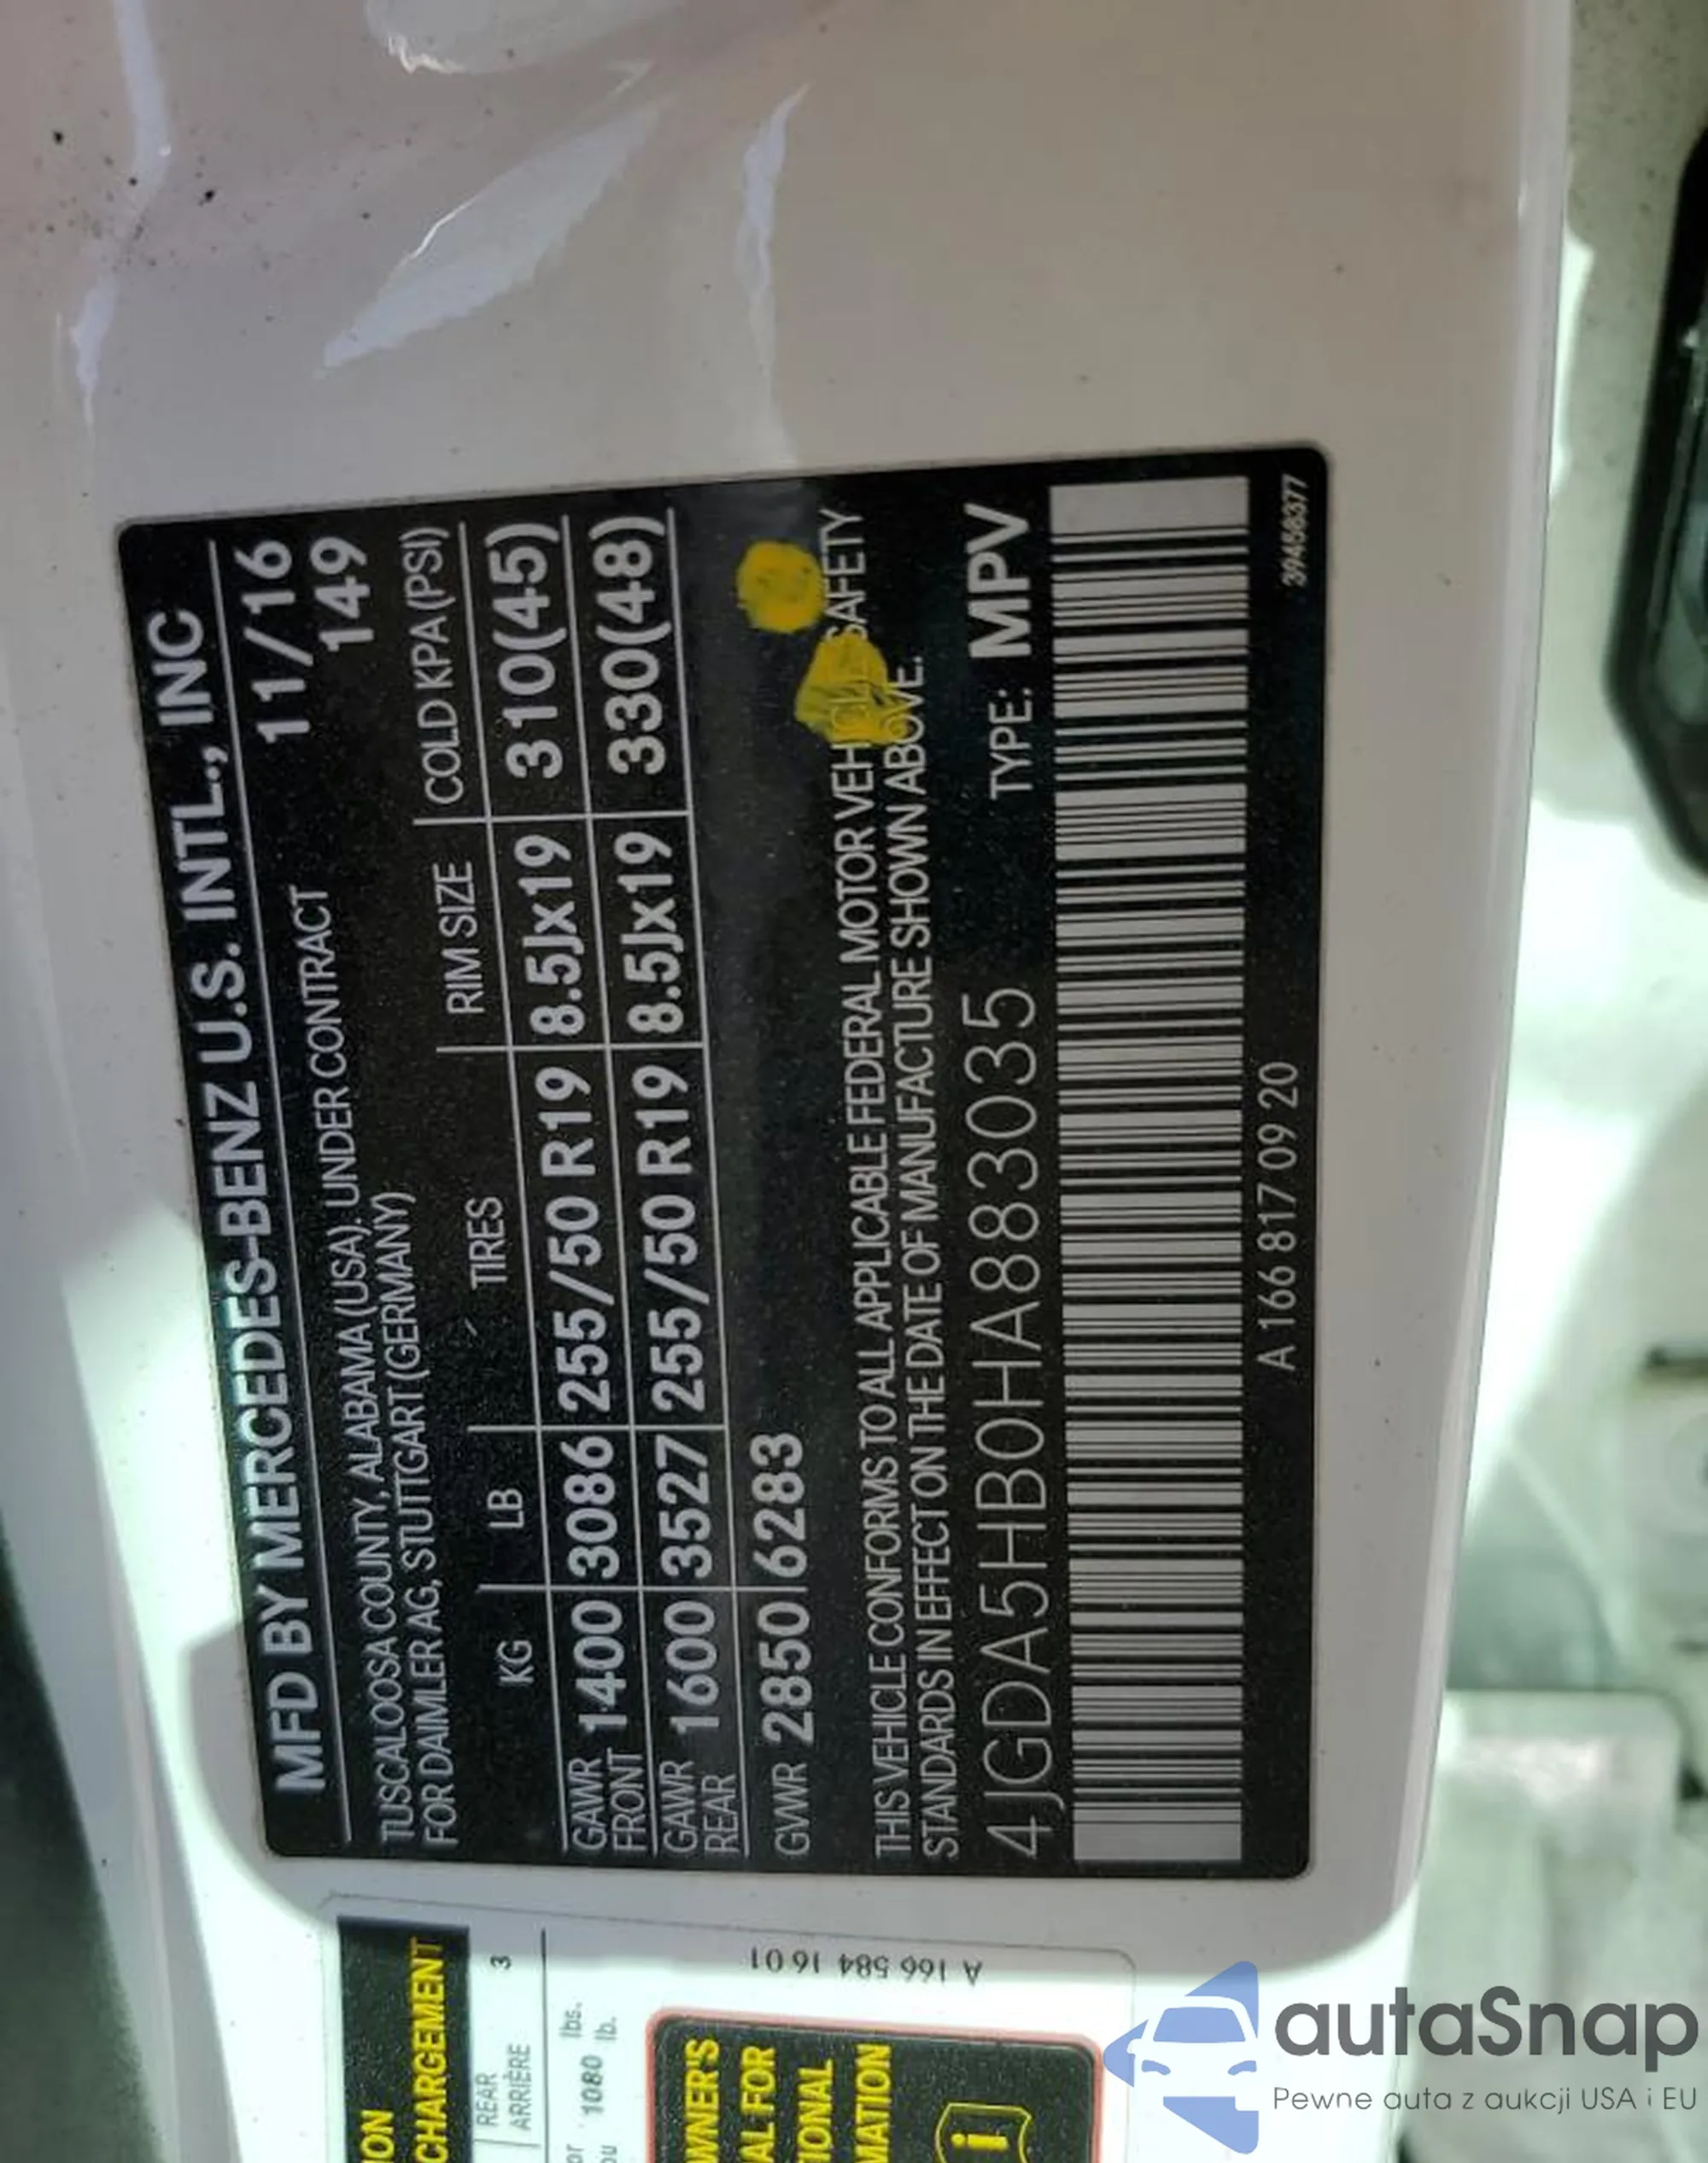 MFD BY MERCEDES-BENZ U.S. INTL., INC
11/16
TUSCALOOSA COUNTY, ALABAMA (USA), UNDER CONTRACT 149
FOR DAIMLER AG, STUTTGART (GERMANY)
KG LB TIRES RIM SIZE COLD KPA (PSI)
GAWR FRONT 1400 3086 255/50 R19 8.5Jx19 310(45)
GAWR REAR 1600 3527 255/50 R19 8.5Jx19 330(48)
GVWR 2850 6283
THIS VEHICLE CONFORMS TO ALL APPLICABLE FEDERAL MOTOR VEHICLE SAFETY
STANDARDS IN EFFECT ON THE DATE OF MANUFACTURE SHOWN ABOVE.
4JGDA5HB0HA883035 TYPE: MPV
A 166 817 09 20
39458377
CHARGEMENT
REAR 3
ARRIÈRE
lbs.
1080 lb.
A 166 584 16 01
autaSnap
Pewne auta z aukcji USA i EU